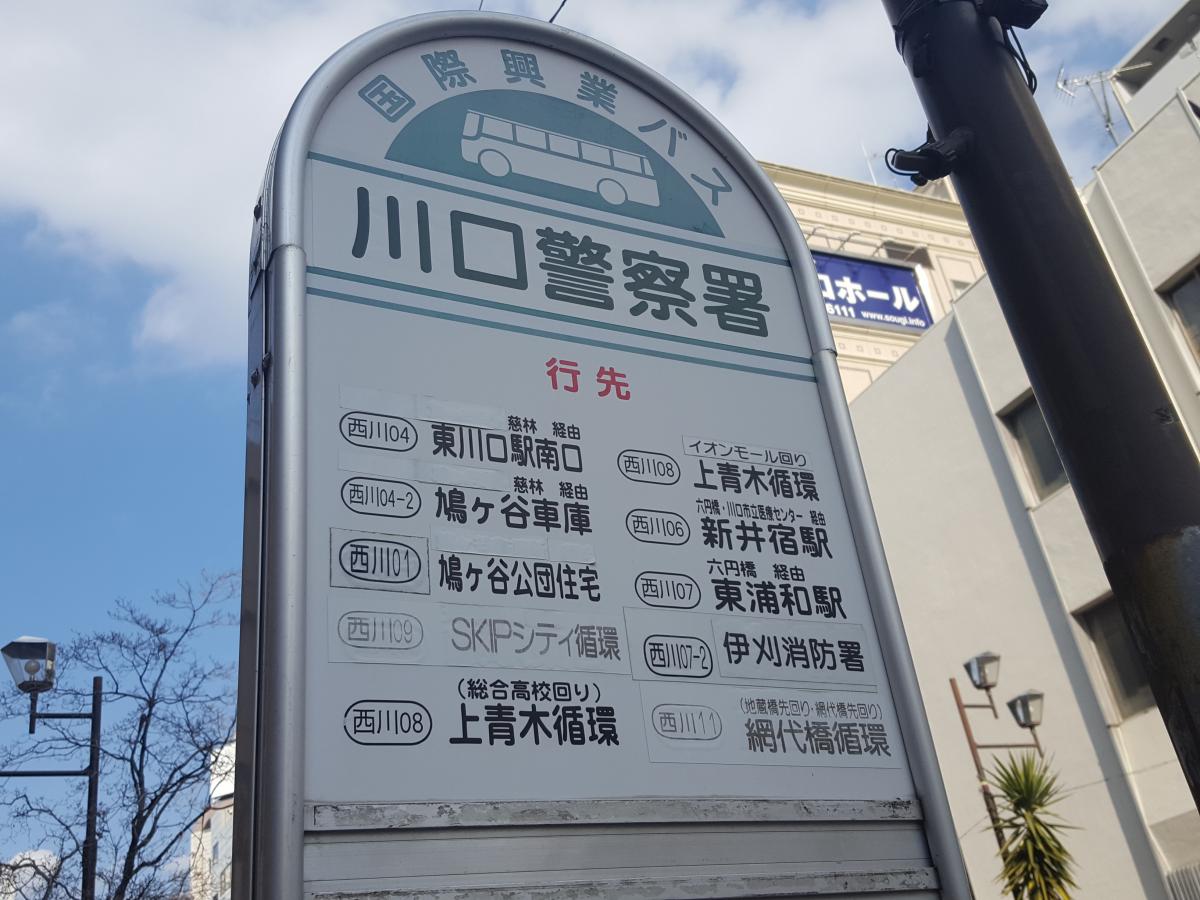 国際興業バス
川口警察署
行先
慈林 経由
西川04 東川口駅南口
慈林 経由
西川04-2 鳩ヶ谷車庫
西川01 鳩ヶ谷公団住宅
西川09 SKIPシティ循環
(総合高校回り)
西川08 上青木循環
イオンモール回り
西川08 上青木循環
六円橋・川口市立医療センター 経由
西川06 新井宿駅
六円橋 経由
西川07 東浦和駅
西川07-2 伊刈消防署
(地蔵橋先回り・網代橋先回り)
西川11 網代橋循環
口ホール
6111 www.sougi.info